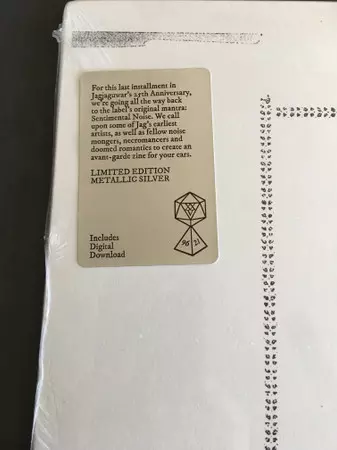 For this last installment in
Jagjaguwar's 25th Anniversary,
we're going all the way back
to the label's original mantra:
Sentimental Noise. We call
upon some of Jag's earliest
artists, as well as fellow noise
mongers, necromancers and
doomed romantics to create an
avant-garde zine for your ears.
LIMITED EDITION
METALLIC SILVER
96 21
Includes
Digital
Download